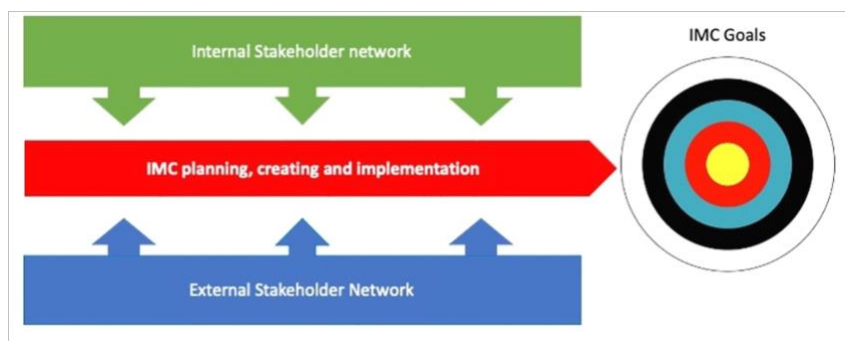 Internal Stakeholder network
IMC Goals
IMC planning, creating and implementation
External Stakeholder Network